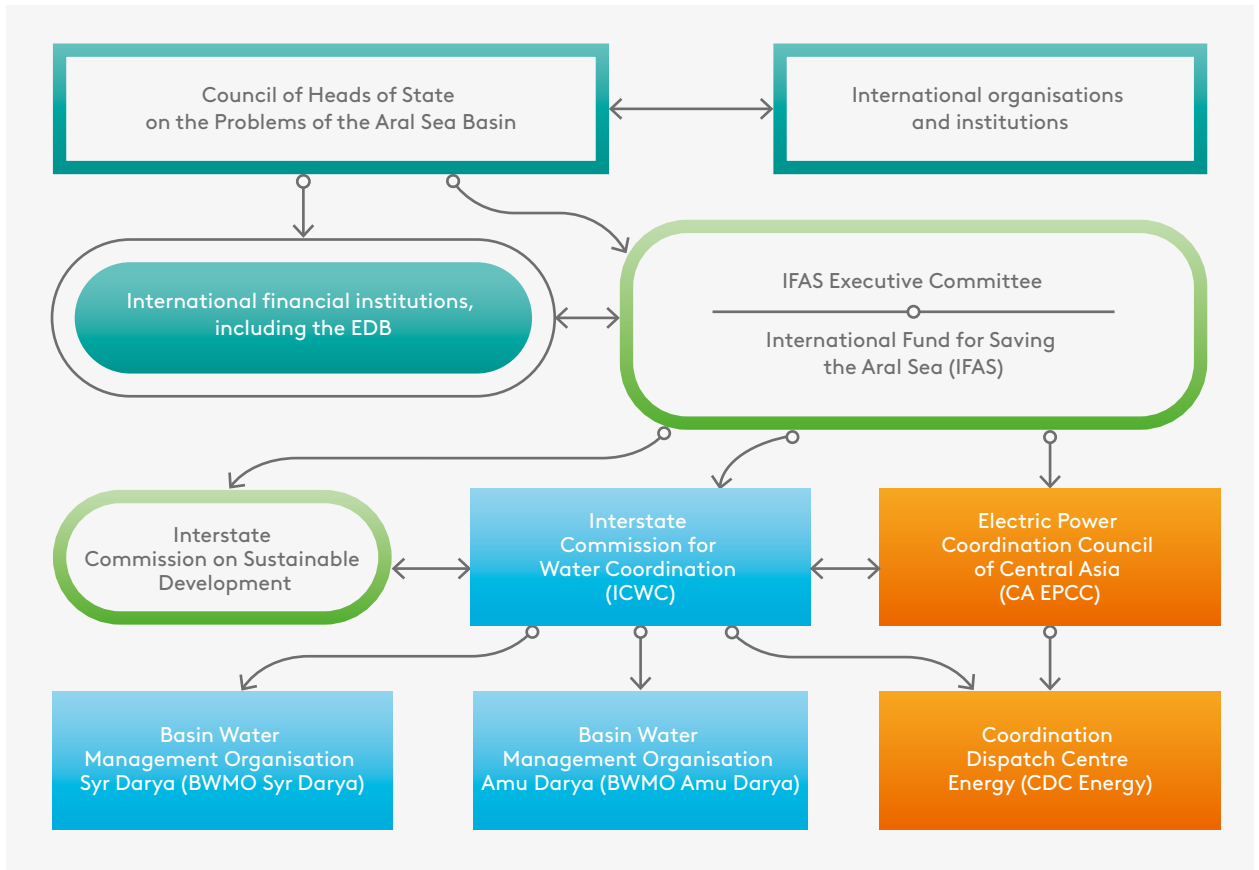 Council of Heads of State
on the Problems of the Aral Sea Basin
International organisations
and institutions
International financial institutions,
including the EDB
IFAS Executive Committee
International Fund for Saving
the Aral Sea (IFAS)
Interstate
Commission on Sustainable
Development
Interstate
Commission for
Water Coordination
(ICWC)
Electric Power
Coordination Council
of Central Asia
(CA EPCC)
Basin Water
Management Organisation
Syr Darya (BWMO Syr Darya)
Basin Water
Management Organisation
Amu Darya (BWMO Amu Darya)
Coordination
Dispatch Centre
Energy (CDC Energy)